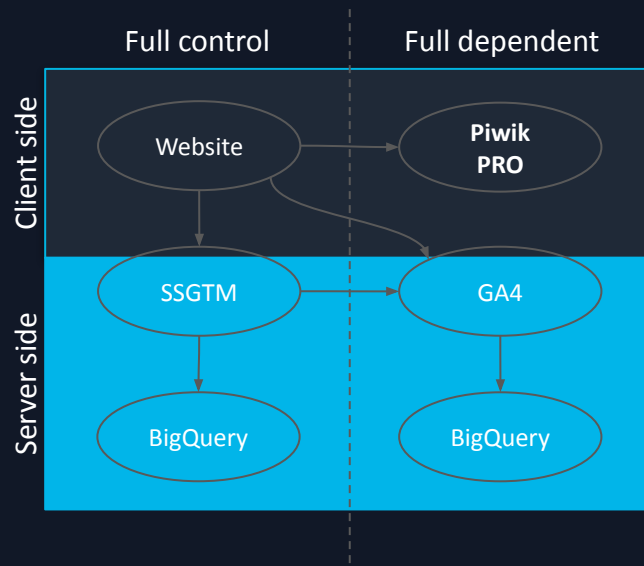 Full control
Full dependent
Client side
Website
Piwik
PRO
Server side
SSGTM
GA4
BigQuery
BigQuery